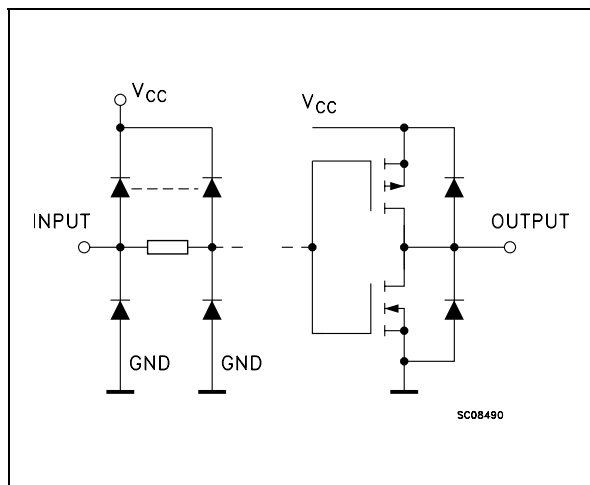 VCC
VCC
INPUT
OUTPUT
GND
GND
SC08490